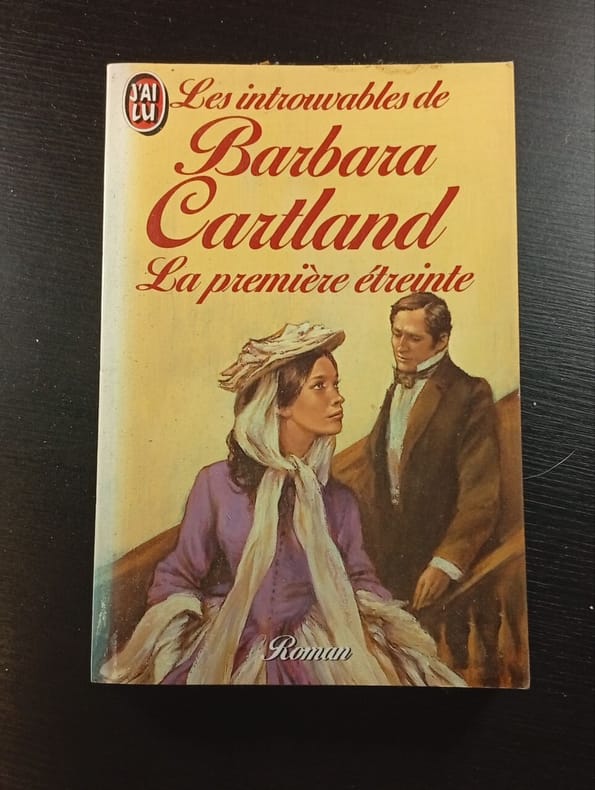 J'AI
LU
Les introuvables de
Barbara
Cartland
La première étreinte
Roman